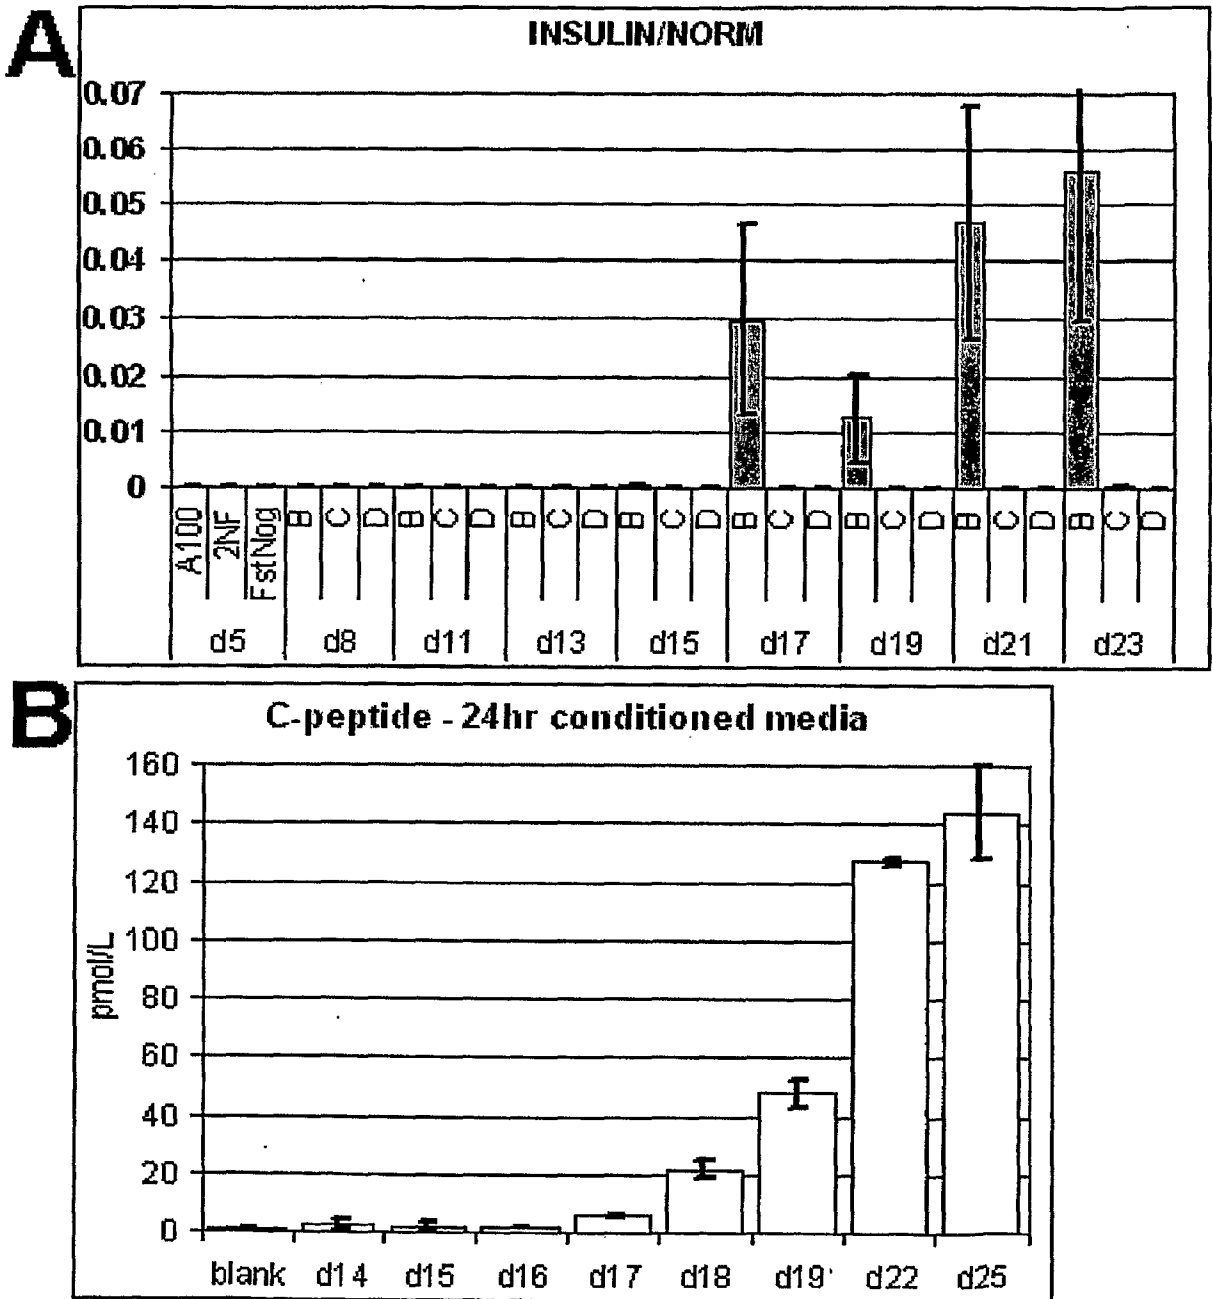 A
INSULIN/NORM
0.07
0.06
0.05
0.04
0.03
0.02
0.01
0
A100 2NF FstNog B C D B C D B C D B C D B C D B C D B C D B C D
d5 d8 d11 d13 d15 d17 d19 d21 d23
B
C-peptide - 24hr conditioned media
160
140
120
100
80
60
40
20
0
pmol/L
blank d14 d15 d16 d17 d18 d19 d22 d25